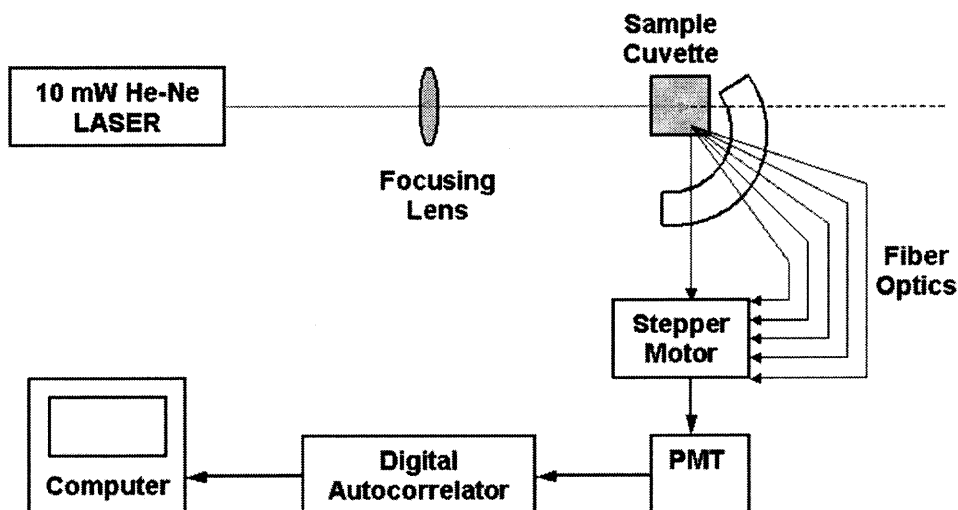 Sample
Cuvette
10 mW He-Ne
LASER
Focusing
Lens
Fiber
Optics
Stepper
Motor
PMT
Digital
Autocorrelator
Computer